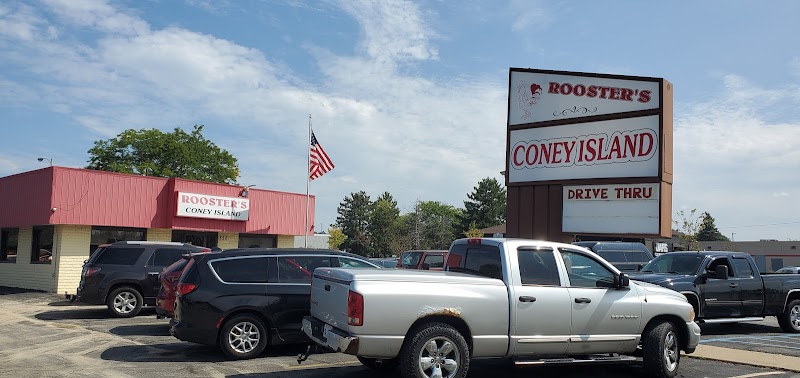 ROOSTER'S
CONEY ISLAND
ROOSTER'S
CONEY ISLAND
DRIVE THRU